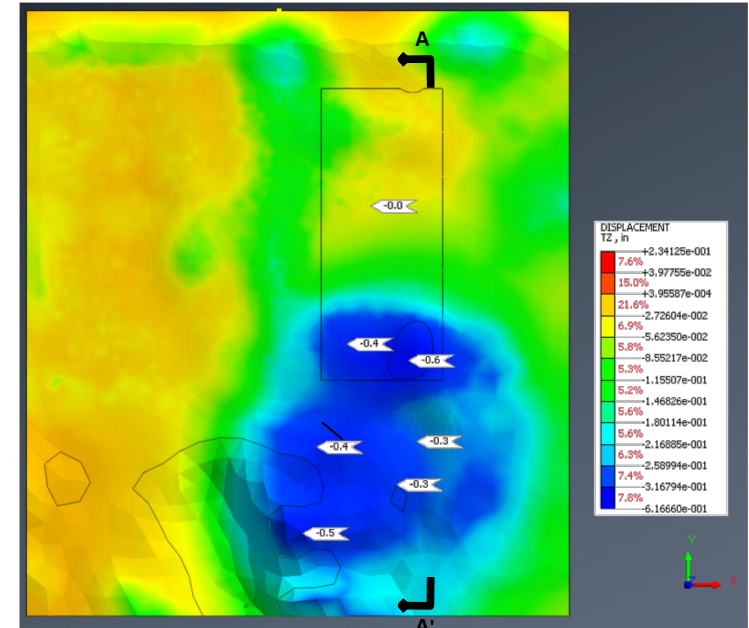 A
-0.0
-0.4
-0.6
-0.4
-0.3
-0.3
-0.5
A'
DISPLACEMENT
TZ , in
+2.34125e-001
7.6%
+3.97755e-002
15.0%
+3.95587e-004
21.6%
-2.72604e-002
6.9%
-5.62350e-002
5.8%
-8.55217e-002
5.3%
-1.15507e-001
5.2%
-1.46826e-001
5.6%
-1.80114e-001
5.6%
-2.16885e-001
6.3%
-2.58994e-001
7.4%
-3.16794e-001
7.8%
-6.16660e-001
Y
Z
X